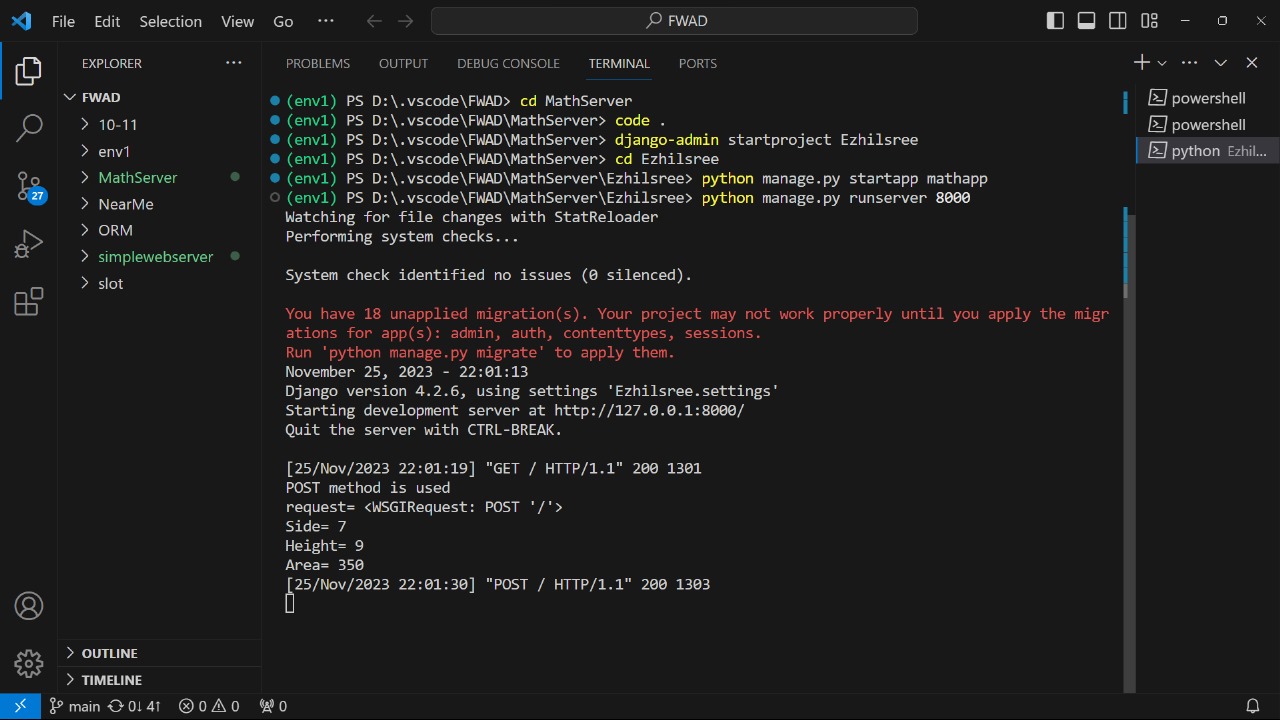 File Edit Selection View Go ··· FWAD
EXPLORER ···
FWAD
10-11
env1
MathServer
NearMe
ORM
simplewebserver
slot
OUTLINE
TIMELINE
27
PROBLEMS OUTPUT DEBUG CONSOLE TERMINAL PORTS
(env1) PS D:\.vscode\FWAD> cd MathServer
(env1) PS D:\.vscode\FWAD\MathServer> code .
(env1) PS D:\.vscode\FWAD\MathServer> django-admin startproject Ezhilsree
(env1) PS D:\.vscode\FWAD\MathServer> cd Ezhilsree
(env1) PS D:\.vscode\FWAD\MathServer\Ezhilsree> python manage.py startapp mathapp
(env1) PS D:\.vscode\FWAD\MathServer\Ezhilsree> python manage.py runserver 8000
Watching for file changes with StatReloader
Performing system checks...
System check identified no issues (0 silenced).
You have 18 unapplied migration(s). Your project may not work properly until you apply the migr
ations for app(s): admin, auth, contenttypes, sessions.
Run 'python manage.py migrate' to apply them.
November 25, 2023 - 22:01:13
Django version 4.2.6, using settings 'Ezhilsree.settings'
Starting development server at http://127.0.0.1:8000/
Quit the server with CTRL-BREAK.
[25/Nov/2023 22:01:19] "GET / HTTP/1.1" 200 1301
POST method is used
request= <WSGIRequest: POST '/'>
Side= 7
Height= 9
Area= 350
[25/Nov/2023 22:01:30] "POST / HTTP/1.1" 200 1303
powershell
powershell
python Ezhil...
main 0↓ 4↑ 0 0 0